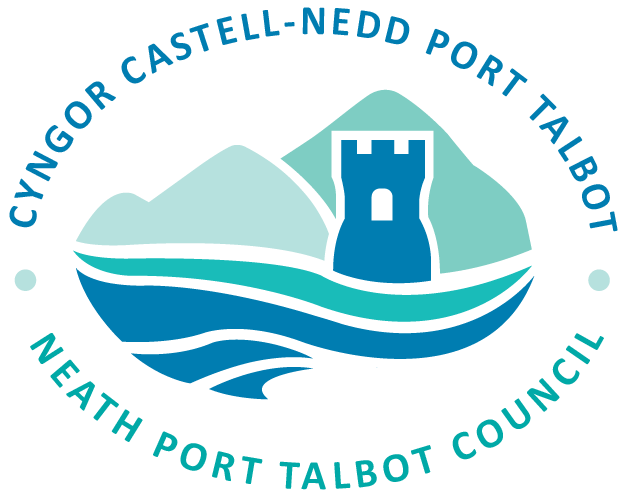 CYNGOR CASTELL-NEDD PORT TALBOT
NEATH PORT TALBOT COUNCIL